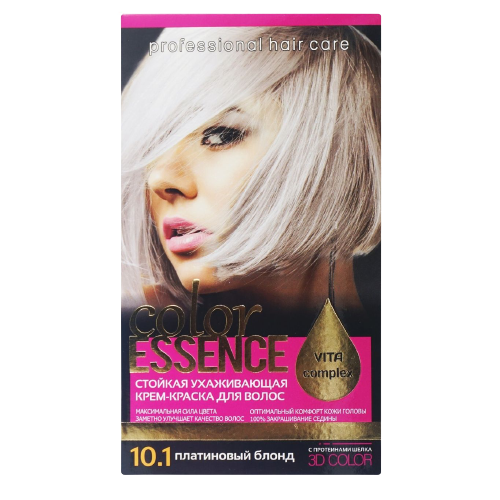 professional hair care
color
ESSENCE
VITA
complex
СТОЙКАЯ УХАЖИВАЮЩАЯ
КРЕМ-КРАСКА ДЛЯ ВОЛОС
МАКСИМАЛЬНАЯ СИЛА ЦВЕТА
ЗАМЕТНО УЛУЧШАЕТ КАЧЕСТВО ВОЛОС
ОПТИМАЛЬНЫЙ КОМФОРТ КОЖИ ГОЛОВЫ
100% ЗАКРАШИВАНИЕ СЕДИНЫ
10.1 ПЛАТИНОВЫЙ БЛОНД
С ПРОТЕИНАМИ ШЕЛКА
3D COLOR